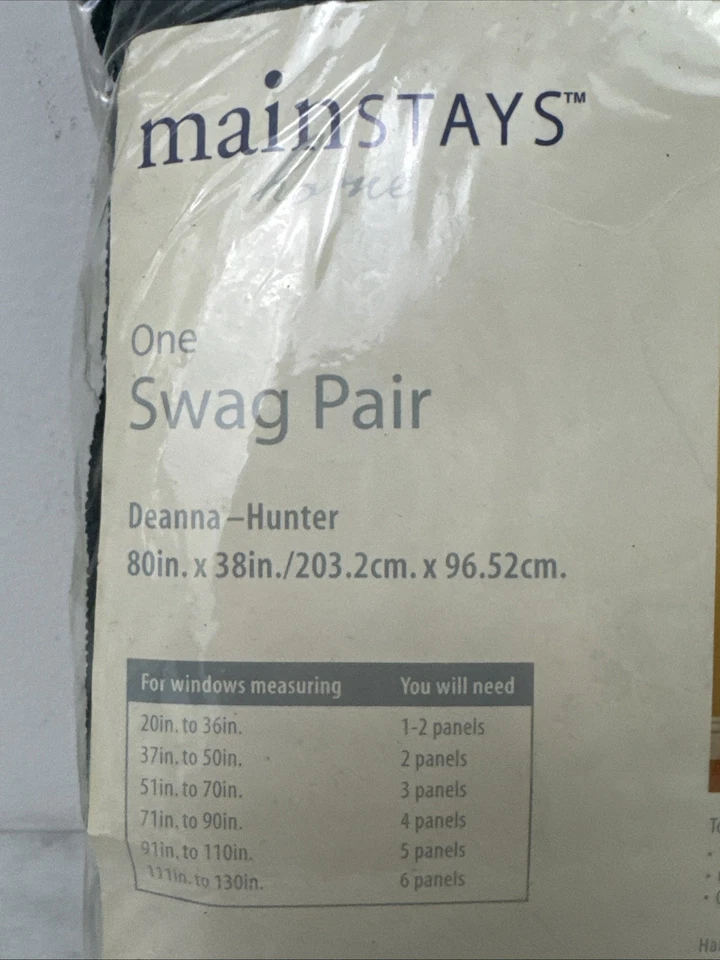 mainSTAYS™
home
One
Swag Pair
Deanna–Hunter
80in. x 38in./203.2cm. x 96.52cm.
For windows measuring You will need
20in. to 36in. 1-2 panels
37in. to 50in. 2 panels
51in. to 70in. 3 panels
71in. to 90in. 4 panels
91in. to 110in. 5 panels
111in. to 130in. 6 panels